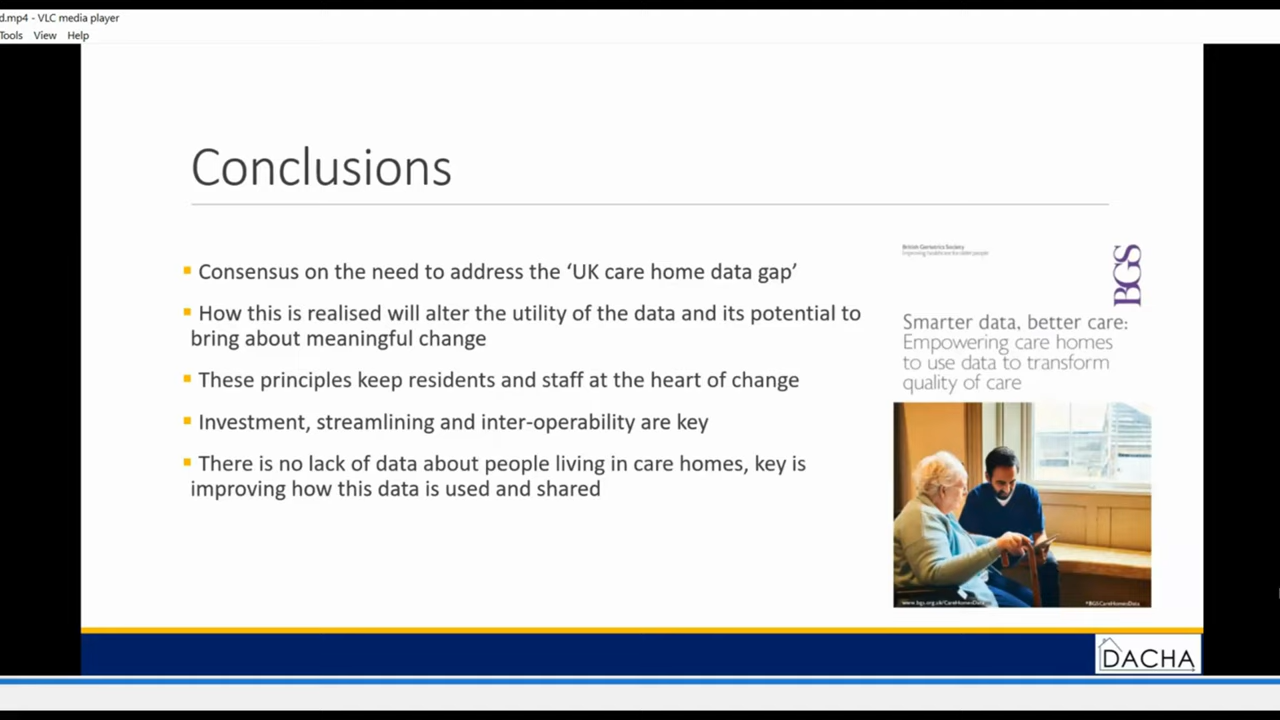 d.mp4 - VLC media player
Tools View Help
Conclusions
Consensus on the need to address the ‘UK care home data gap’
How this is realised will alter the utility of the data and its potential to
bring about meaningful change
These principles keep residents and staff at the heart of change
Investment, streamlining and inter-operability are key
There is no lack of data about people living in care homes, key is
improving how this data is used and shared
British Geriatrics Society
Improving healthcare for older people
BGS
Smarter data, better care:
Empowering care homes
to use data to transform
quality of care
www.bgs.org.uk/CareHomesData
#BGSCareHomesData
DACHA